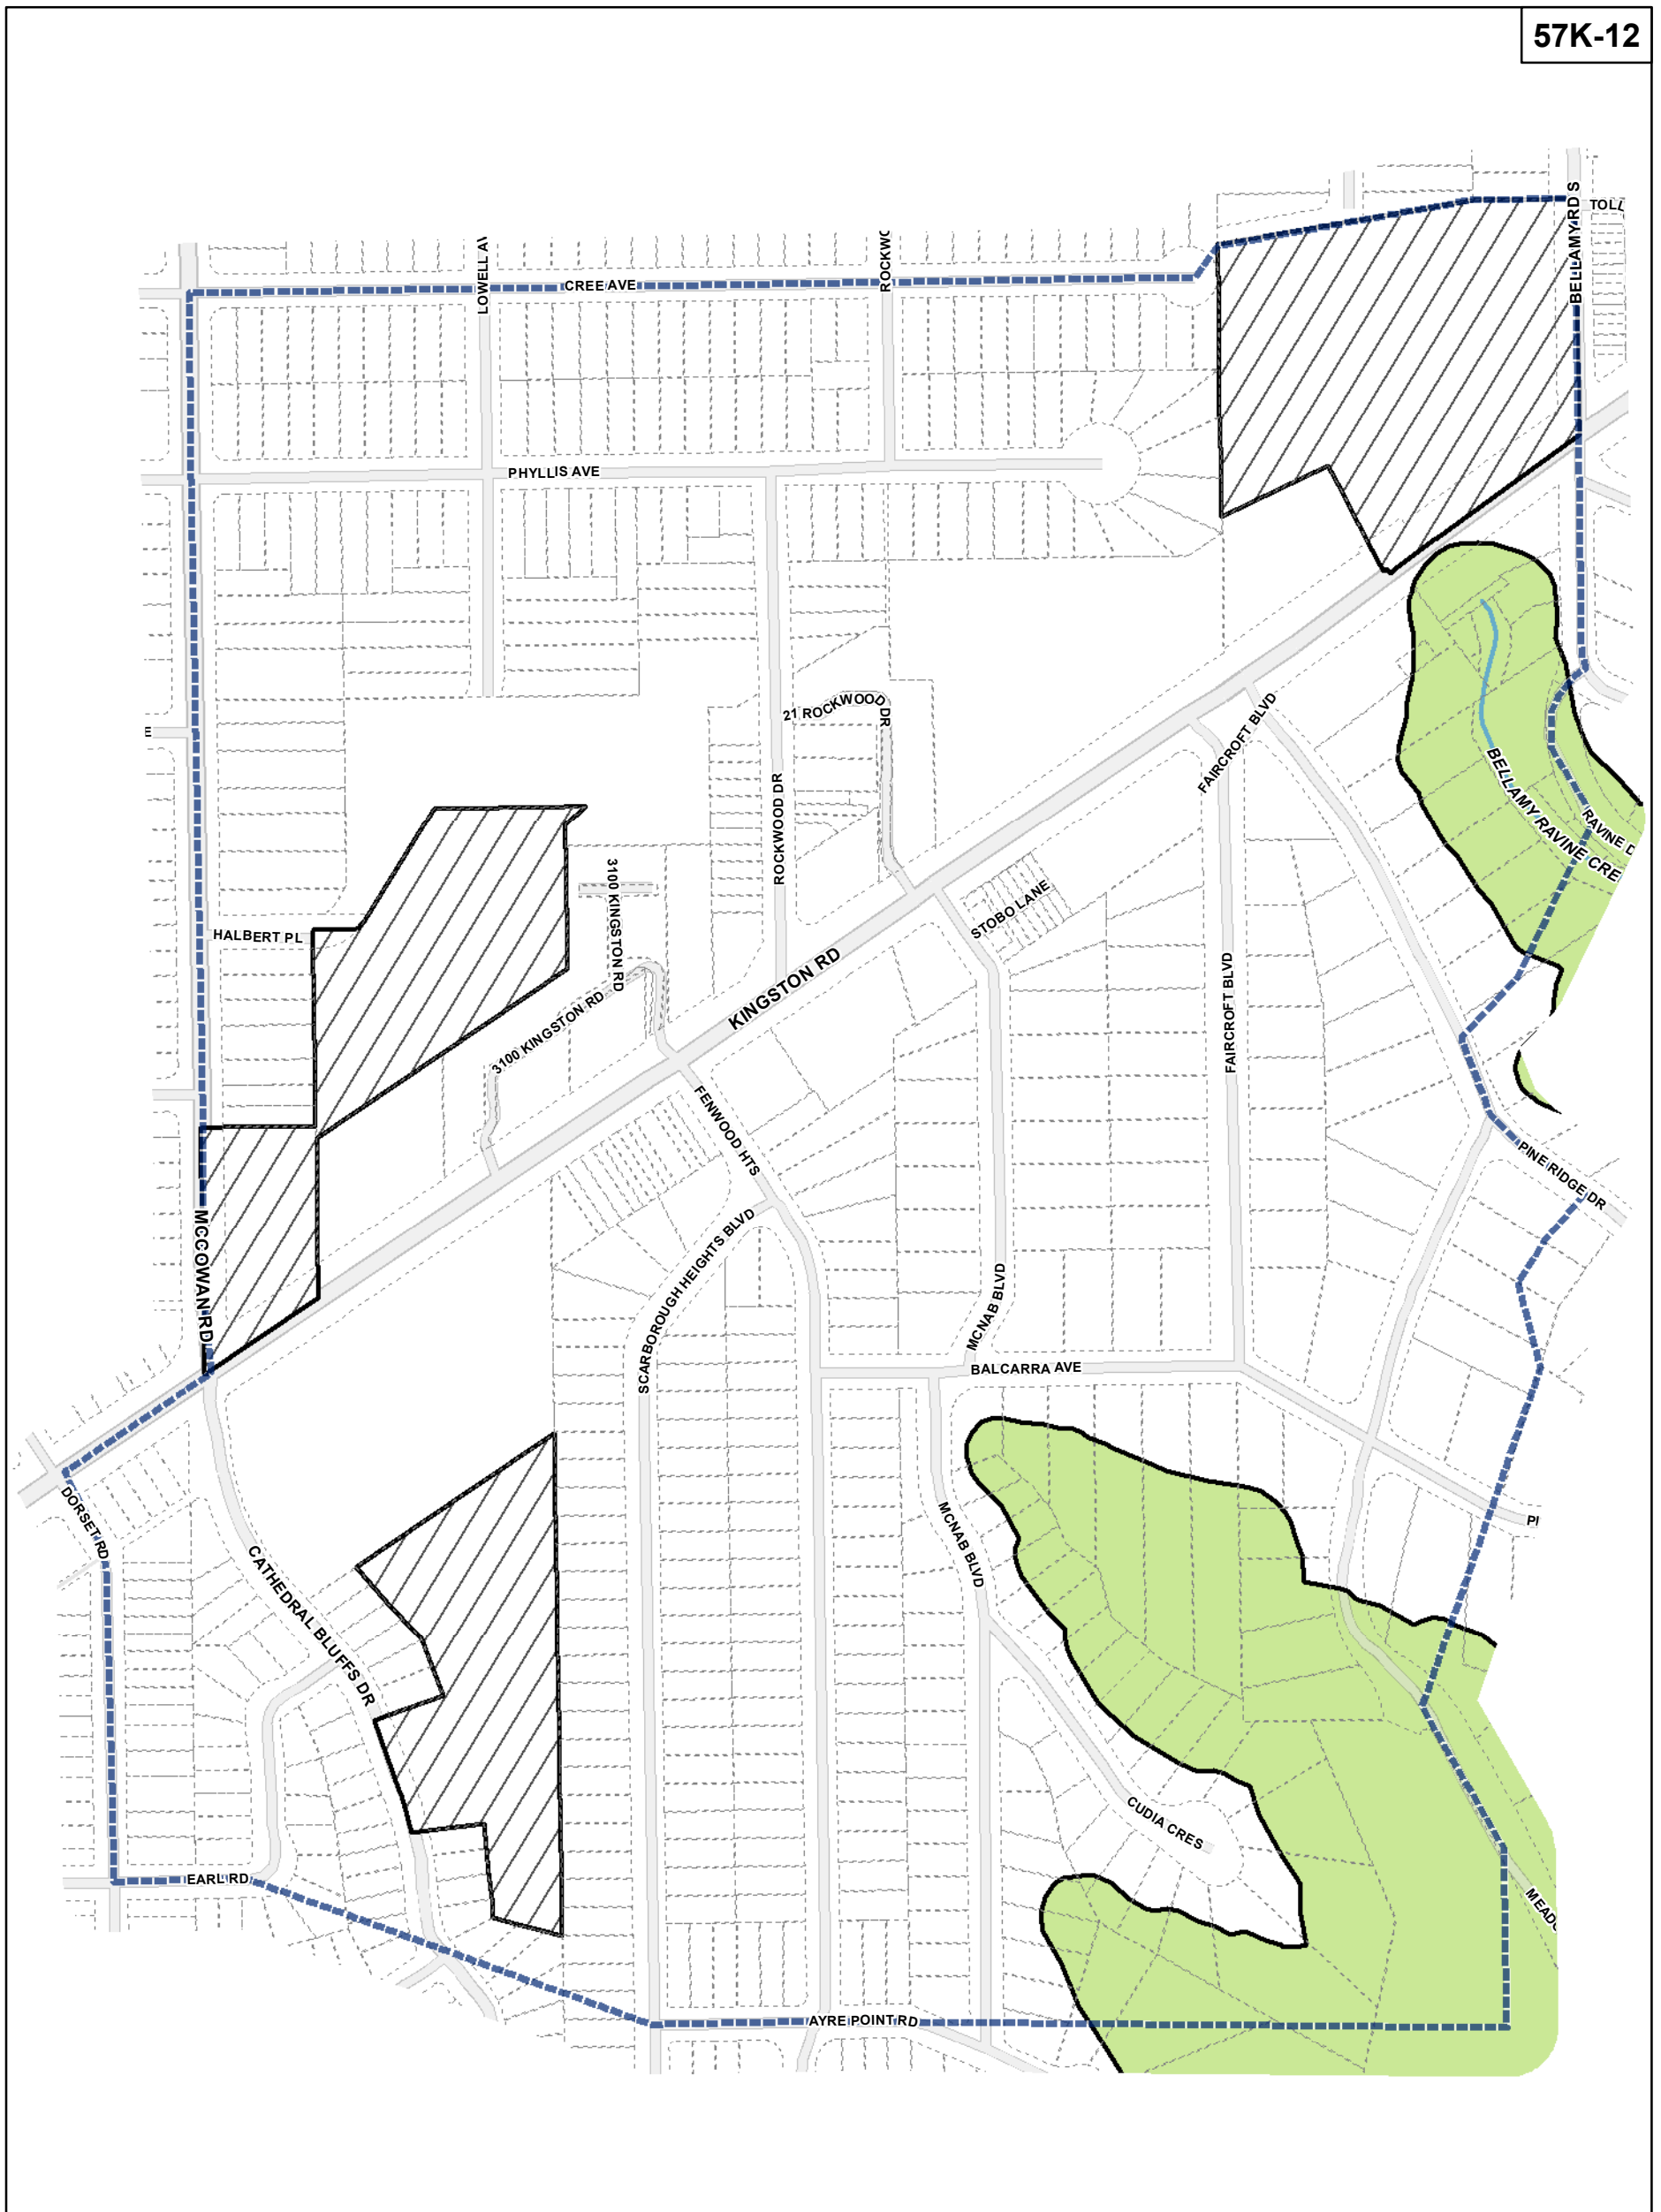 57K-12
TOLL
BELLAMY RD S
LOWELL AV
ROCKWO
CREE AVE
PHYLLIS AVE
21 ROCKWOOD DR
FAIRCROFT BLVD
E
BELLAMY RAVINE CRE
RAVINE D
ROCKWOOD DR
3100 KINGSTON RD
STOBO LANE
HALBERT PL
KINGSTON RD
3100 KINGSTON RD
FAIRCROFT BLVD
FENWOOD HTS
PINE RIDGE DR
MCCOWAN RD
SCARBOROUGH HEIGHTS BLVD
MCNAB BLVD
BALCARRA AVE
DORSET RD
PI
MCNAB BLVD
CATHEDRAL BLUFFS DR
CUDIA CRES
EARL RD
MEADO
AYRE POINT RD